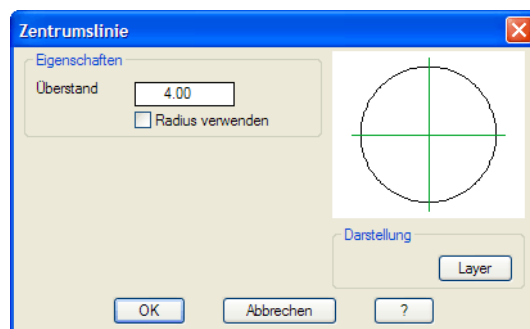 Zentrumslinie
Eigenschaften
Überstand 4.00
Radius verwenden
Darstellung
Layer
OK Abbrechen ?